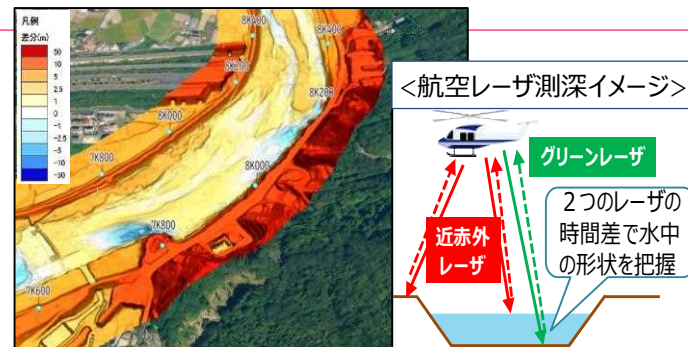 凡例
差分(m)
50
10
5
2.5
1
0
-1
-2.5
-5
-10
-30
8K400
8K400
8K200
8K200
8K000
8K000
7K800
7K800
7K600
<航空レーザ測深イメージ>
グリーンレーザ
近赤外
レーザ
2つのレーザの
時間差で水中
の形状を把握